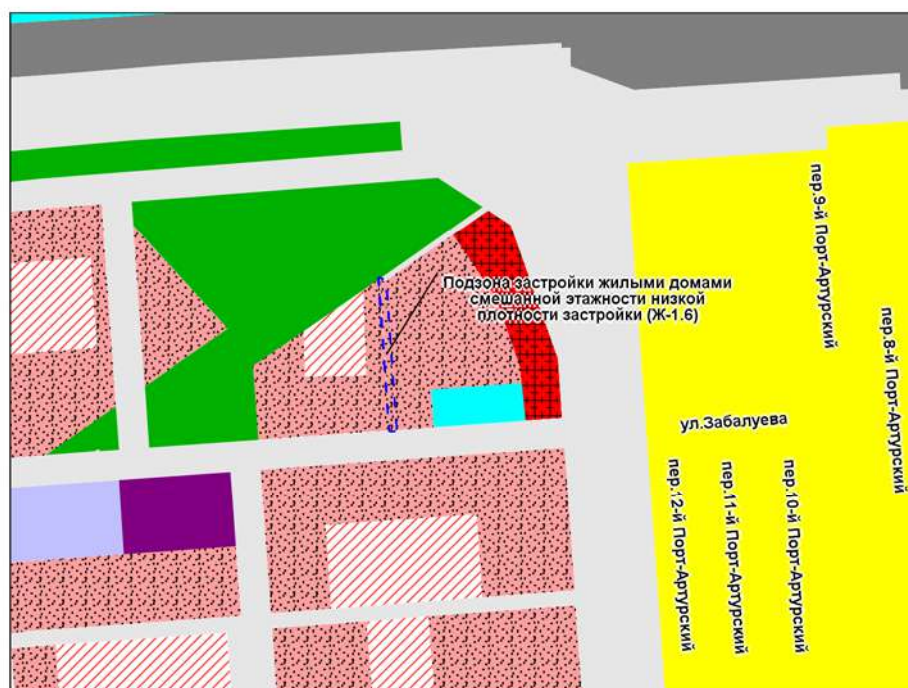 пер.9-й Порт-Артурский
Подзона застройки жилыми домами
смешанной этажности низкой
плотности застройки (Ж-1.6)
пер.8-й Порт-Артурский
ул.Забалуева
пер.12-й Порт-Артурский
пер.11-й Порт-Артурский
пер.10-й Порт-Артурский